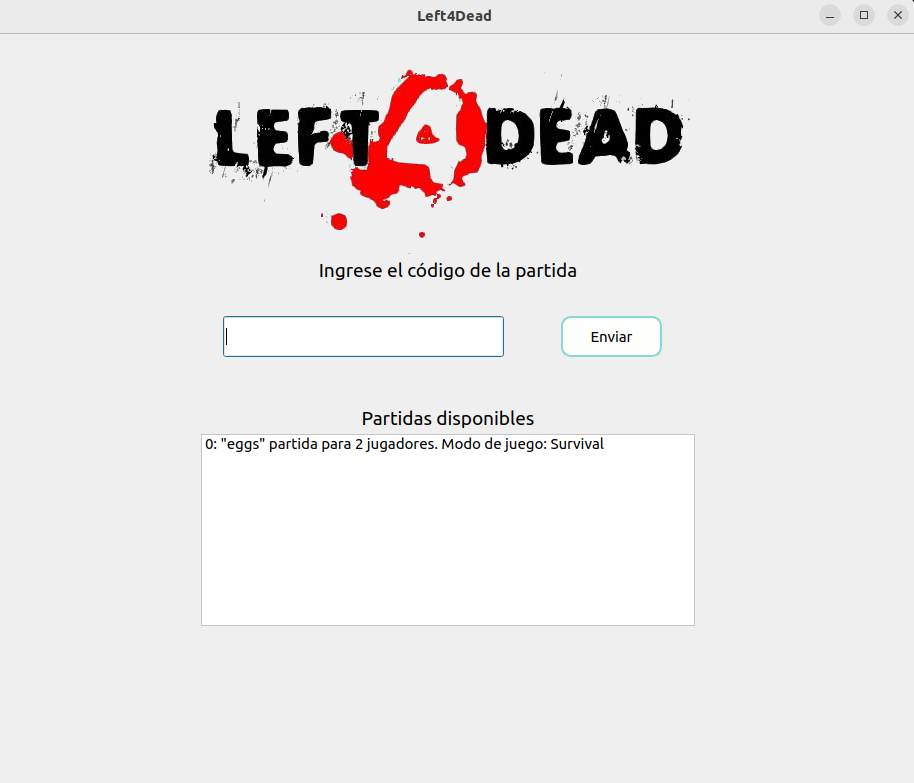 Left4Dead
LEFT4DEAD
Ingrese el código de la partida
Enviar
Partidas disponibles
0: "eggs" partida para 2 jugadores. Modo de juego: Survival